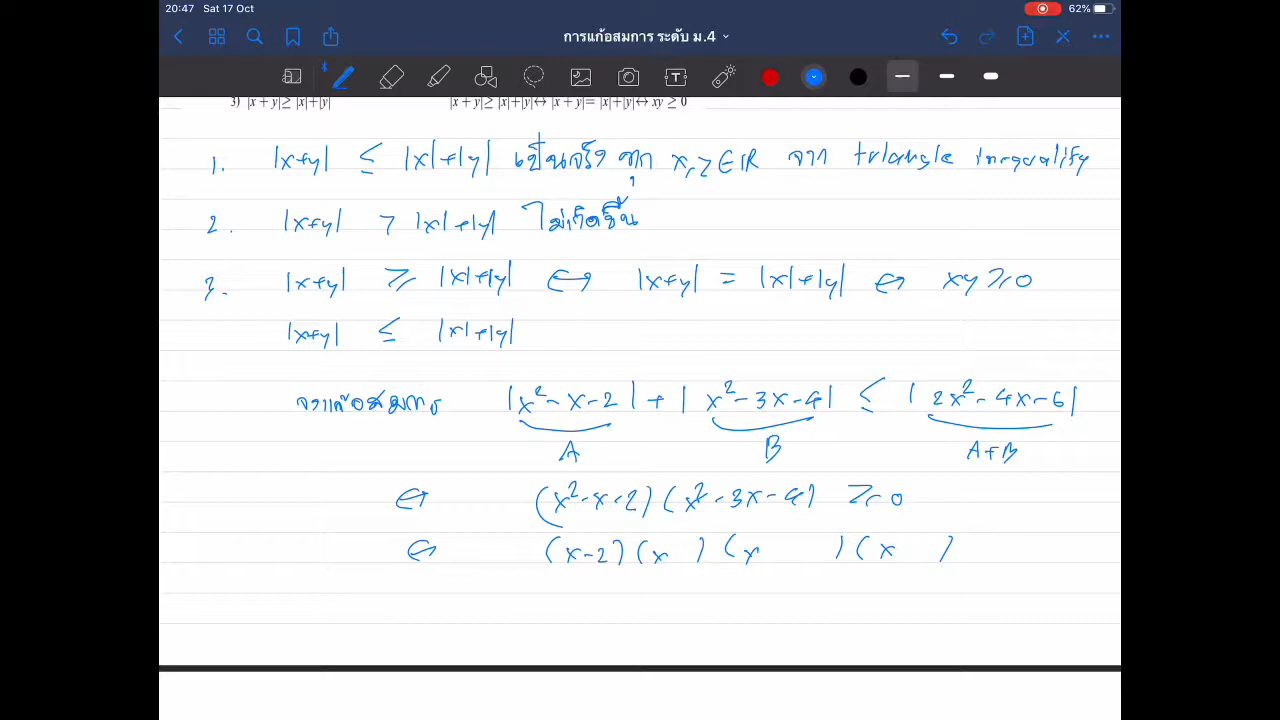 20:47 Sat 17 Oct 62%
การแก้อสมการ ระดับ ม.4
3) |x + y| ≥ |x|+|y| |x + y| ≥ |x|+|y| ↔ |x + y| = |x|+|y| ↔ xy ≥ 0
1. |x+y| ≤ |x|+|y| เป็นจริง ทุก x,y ∈ ℝ จาก triangle inequality
2. |x+y| > |x|+|y| ไม่เกิดขึ้น
3. |x+y| ≥ |x|+|y| ↔ |x+y| = |x|+|y| ↔ xy ≥ 0
|x+y| ≤ |x|+|y|
จากอสมการ |x²-x-2| + |x²-3x-4| ≤ |2x²-4x-6|
A B A+B
↔ (x²-x-2)(x²-3x-4) ≥ 0
↔ (x-2)(x )(x )(x )